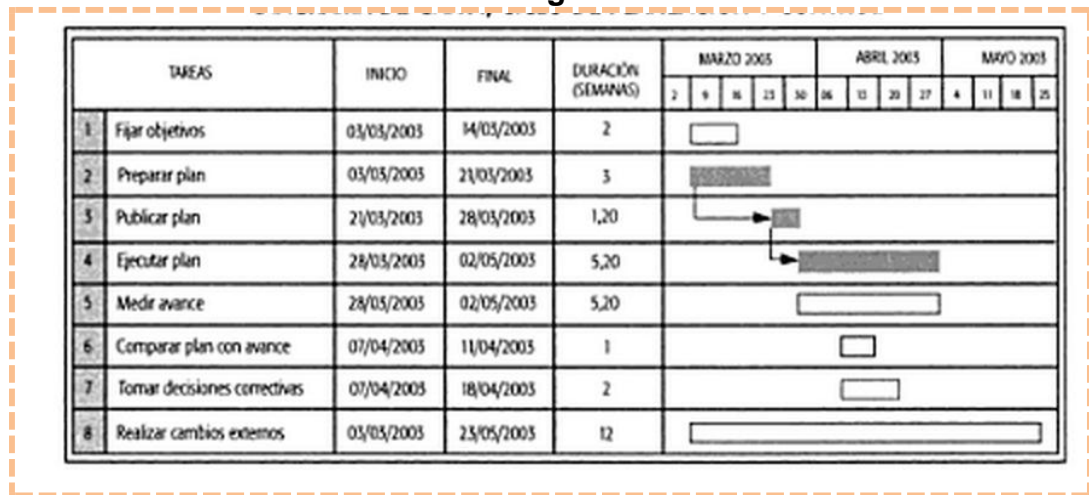 TAREAS INICIO FINAL DURACIÓN (SEMANAS) MARZO 2003 ABRIL 2003 MAYO 2003
2 9 16 23 30 06 13 20 27 4 11 18 25
1 Fijar objetivos 03/03/2003 14/03/2003 2
2 Preparar plan 03/03/2003 21/03/2003 3
3 Publicar plan 21/03/2003 28/03/2003 1,20
4 Ejecutar plan 28/03/2003 02/05/2003 5,20
5 Medir avance 28/03/2003 02/05/2003 5,20
6 Comparar plan con avance 07/04/2003 11/04/2003 1
7 Tomar decisiones correctivas 07/04/2003 18/04/2003 2
8 Realizar cambios externos 03/03/2003 23/05/2003 12